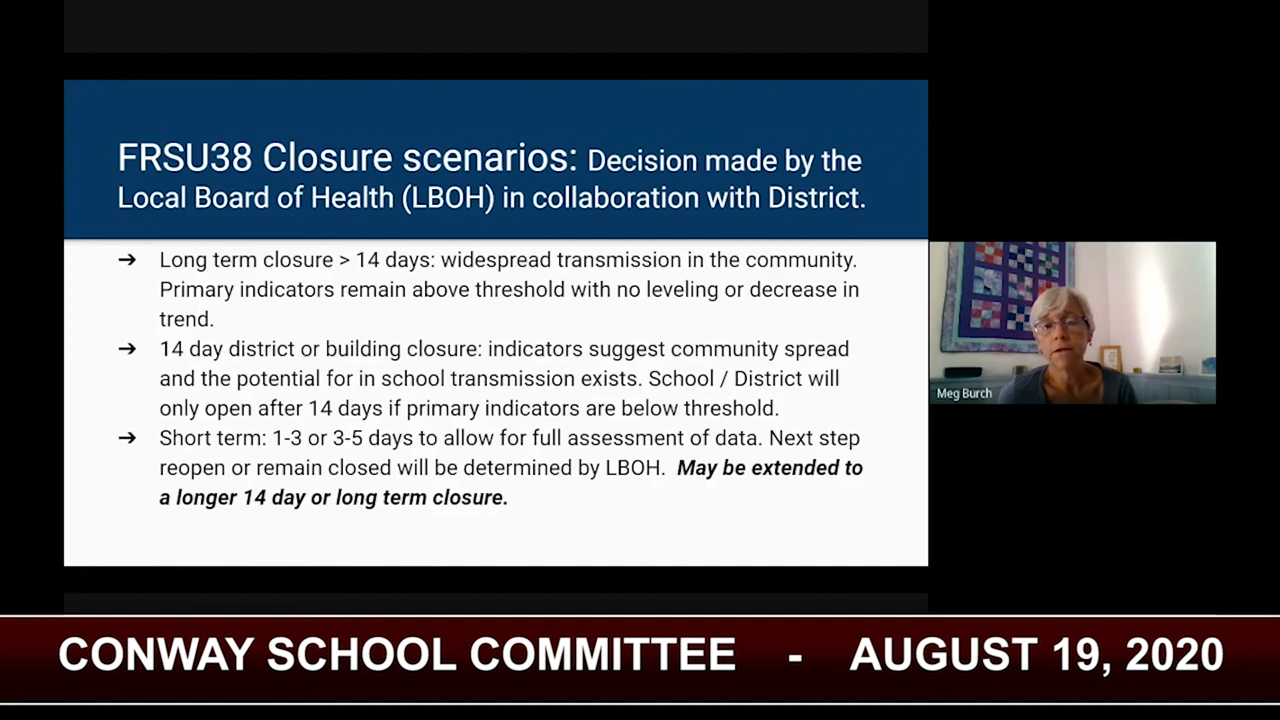 FRSU38 Closure scenarios: Decision made by the
Local Board of Health (LBOH) in collaboration with District.
➔ Long term closure > 14 days: widespread transmission in the community.
Primary indicators remain above threshold with no leveling or decrease in
trend.
➔ 14 day district or building closure: indicators suggest community spread
and the potential for in school transmission exists. School / District will
only open after 14 days if primary indicators are below threshold.
➔ Short term: 1-3 or 3-5 days to allow for full assessment of data. Next step
reopen or remain closed will be determined by LBOH. May be extended to
a longer 14 day or long term closure.
Meg Burch
CONWAY SCHOOL COMMITTEE - AUGUST 19, 2020